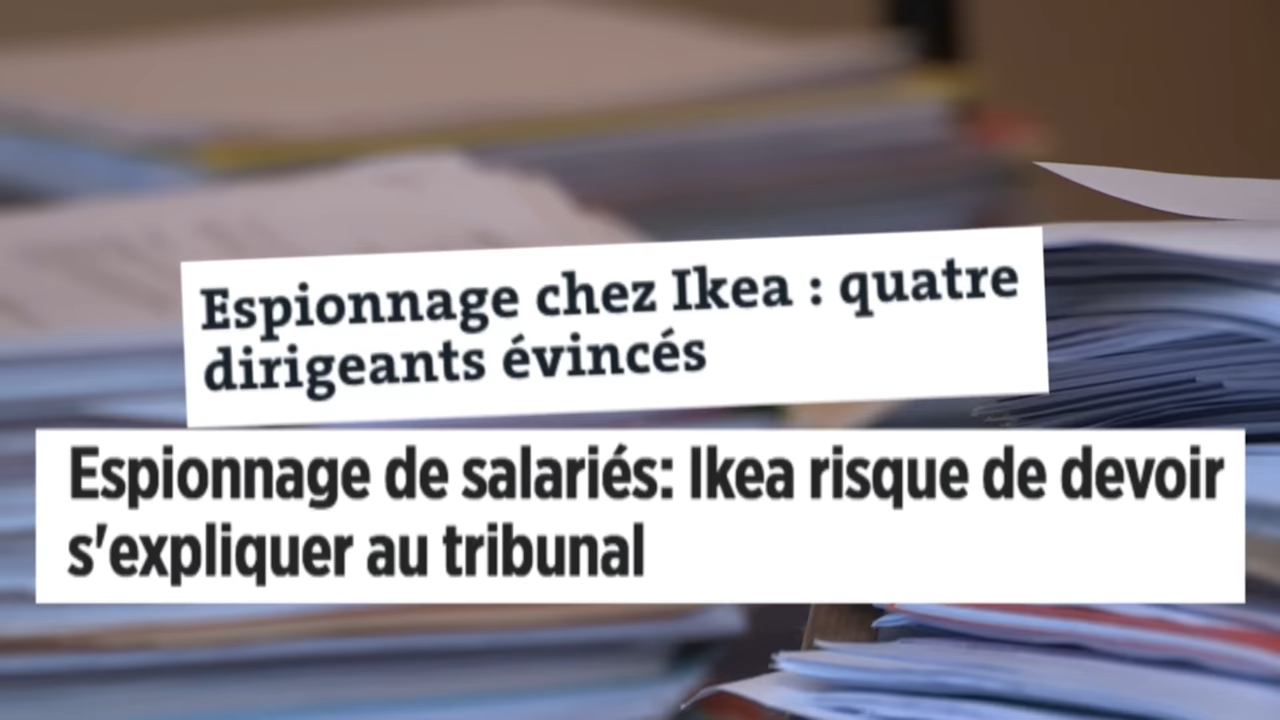 Espionnage chez Ikea : quatre
dirigeants évincés
Espionnage de salariés: Ikea risque de devoir
s'expliquer au tribunal